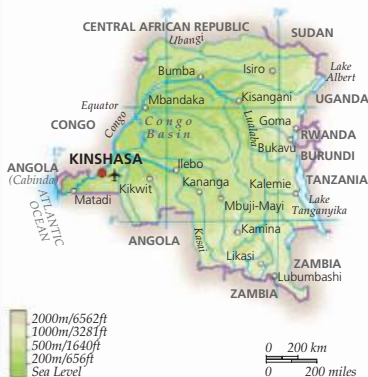 CENTRAL AFRICAN REPUBLIC
Ubangi
SUDAN
Bumba
Isiro
Lake
Albert
Equator
Mbandaka
Kisangani
UGANDA
CONGO
Congo
Congo
Basin
Lualaba
Goma
RWANDA
Bukavu
BURUNDI
ANGOLA
(Cabinda)
KINSHASA
Ilebo
TANZANIA
Kikwit
Kananga
Kalemie
Matadi
Mbuji-Mayi
Lake
Tanganyika
ATLANTIC
OCEAN
ANGOLA
Kasai
Kamina
Likasi
ZAMBIA
Lubumbashi
ZAMBIA
2000m/6562ft
1000m/3281ft
500m/1640ft
200m/656ft
Sea Level
0 200 km
0 200 miles